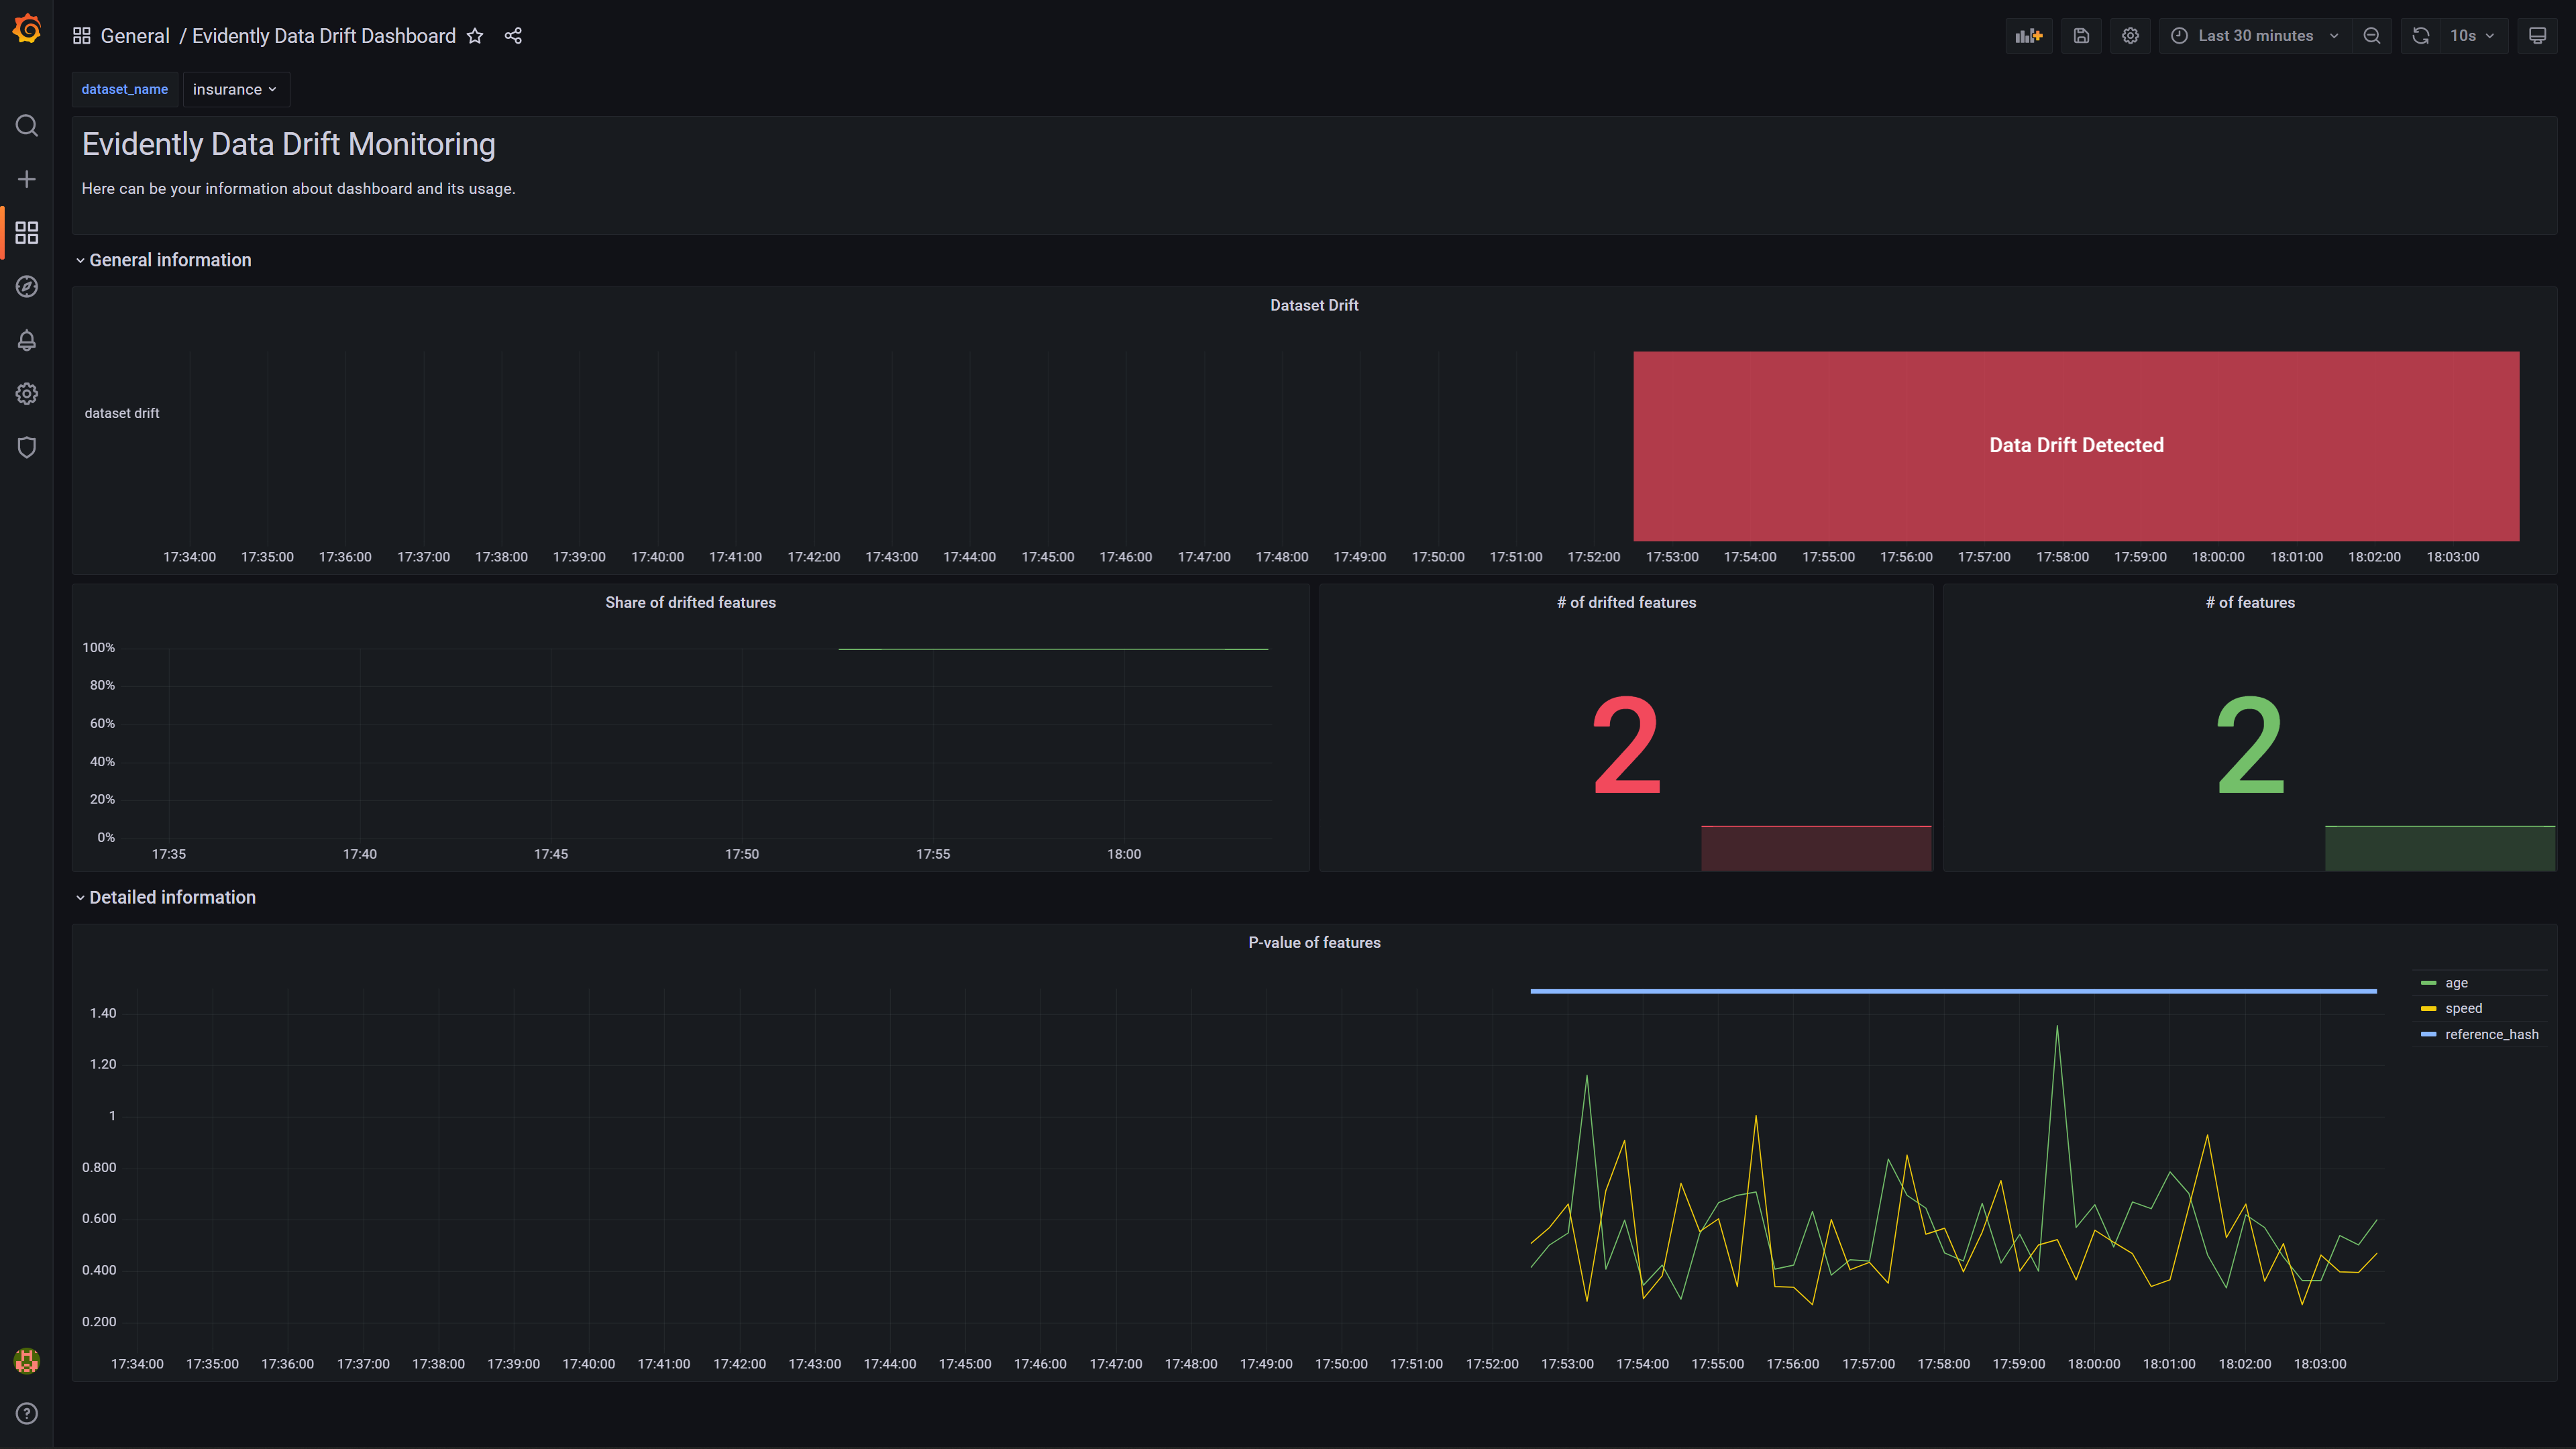 General / Evidently Data Drift Dashboard
Last 30 minutes
10s
dataset_name
insurance
Evidently Data Drift Monitoring
Here can be your information about dashboard and its usage.
General information
Dataset Drift
dataset drift
Data Drift Detected
17:34:00 17:35:00 17:36:00 17:37:00 17:38:00 17:39:00 17:40:00 17:41:00 17:42:00 17:43:00 17:44:00 17:45:00 17:46:00 17:47:00 17:48:00 17:49:00 17:50:00 17:51:00 17:52:00 17:53:00 17:54:00 17:55:00 17:56:00 17:57:00 17:58:00 17:59:00 18:00:00 18:01:00 18:02:00 18:03:00
Share of drifted features
100%
80%
60%
40%
20%
0%
17:35 17:40 17:45 17:50 17:55 18:00
# of drifted features
2
# of features
2
Detailed information
P-value of features
1.40
1.20
1
0.800
0.600
0.400
0.200
17:34:00 17:35:00 17:36:00 17:37:00 17:38:00 17:39:00 17:40:00 17:41:00 17:42:00 17:43:00 17:44:00 17:45:00 17:46:00 17:47:00 17:48:00 17:49:00 17:50:00 17:51:00 17:52:00 17:53:00 17:54:00 17:55:00 17:56:00 17:57:00 17:58:00 17:59:00 18:00:00 18:01:00 18:02:00 18:03:00
age
speed
reference_hash